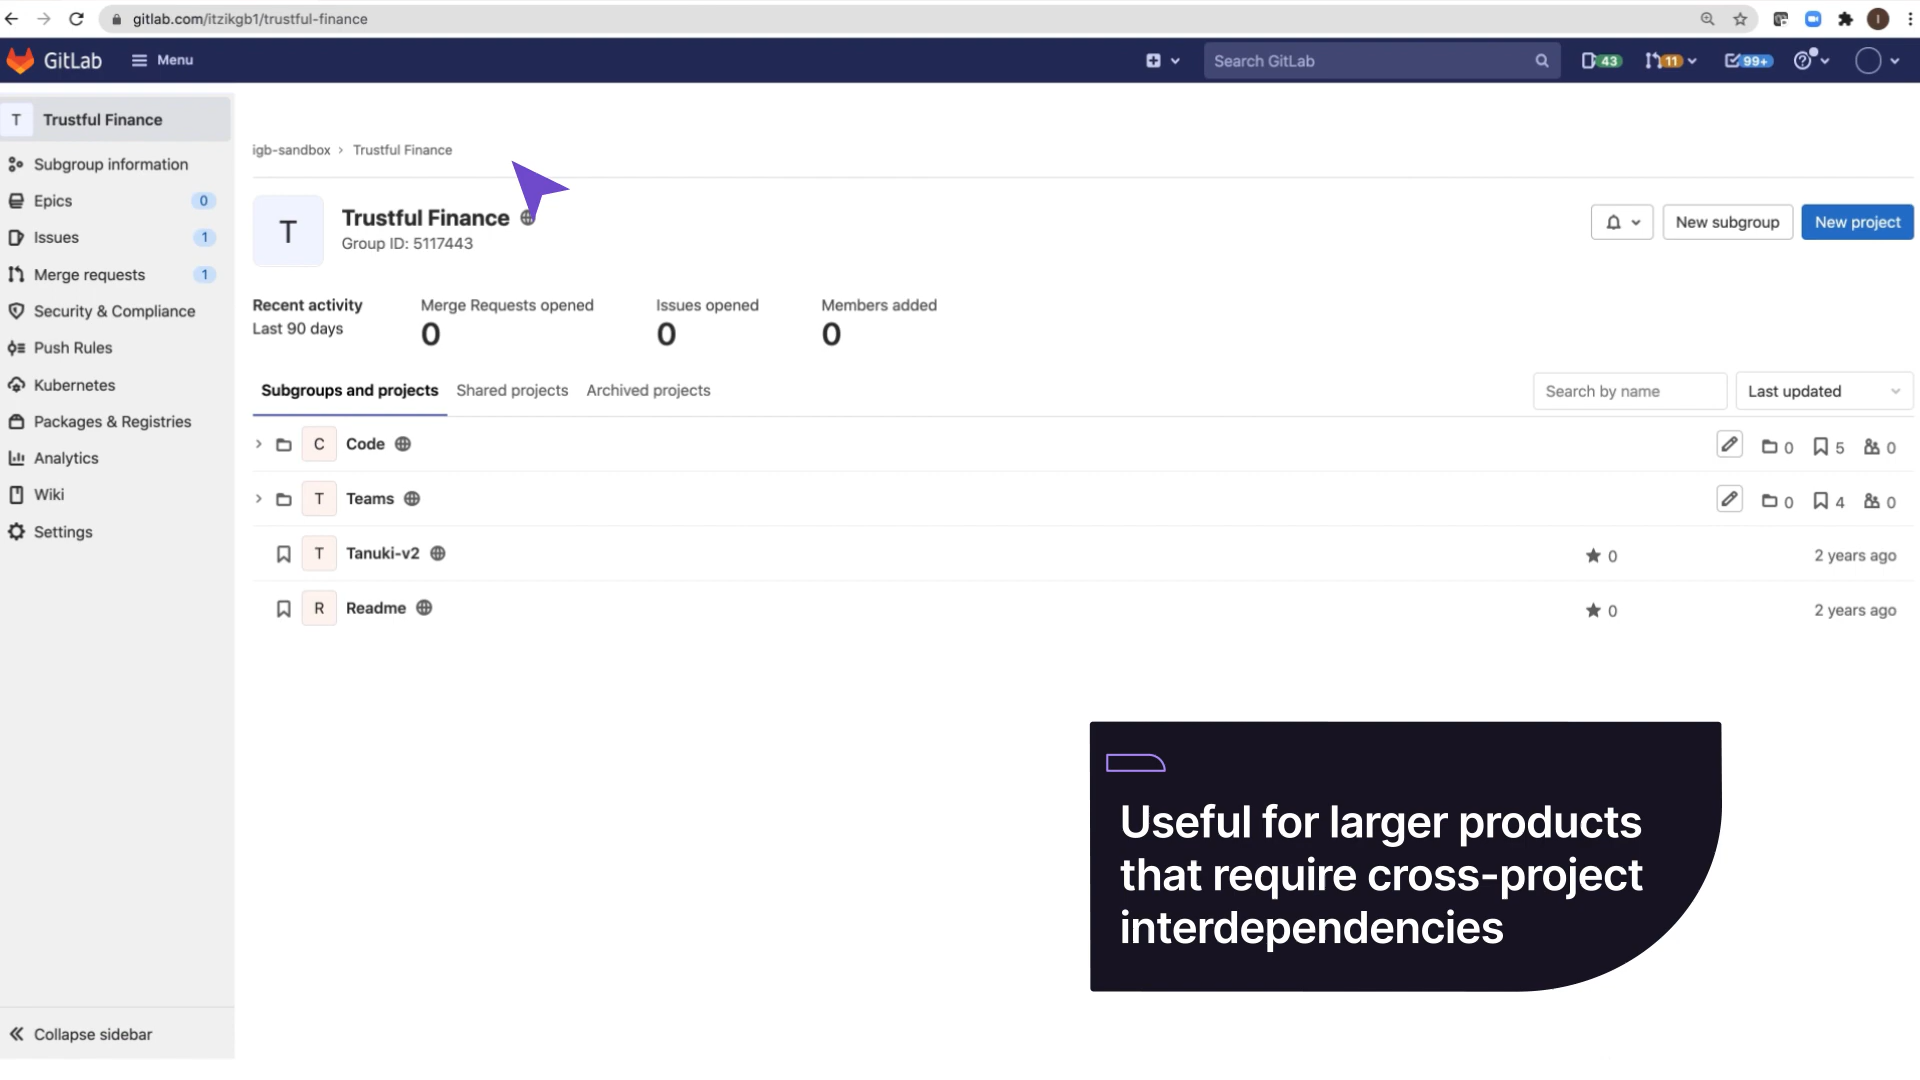 gitlab.com/itzikgb1/trustful-finance
GitLab
Menu
Search GitLab
43
11
99+
I
T Trustful Finance
Subgroup information
Epics 0
Issues 1
Merge requests 1
Security & Compliance
Push Rules
Kubernetes
Packages & Registries
Analytics
Wiki
Settings
Collapse sidebar
igb-sandbox > Trustful Finance
T
Trustful Finance
Group ID: 5117443
New subgroup
New project
Recent activity
Last 90 days
Merge Requests opened
0
Issues opened
0
Members added
0
Subgroups and projects Shared projects Archived projects
Search by name
Last updated
C Code 0 5 0
T Teams 0 4 0
T Tanuki-v2 0 2 years ago
R Readme 0 2 years ago
Useful for larger products
that require cross-project
interdependencies